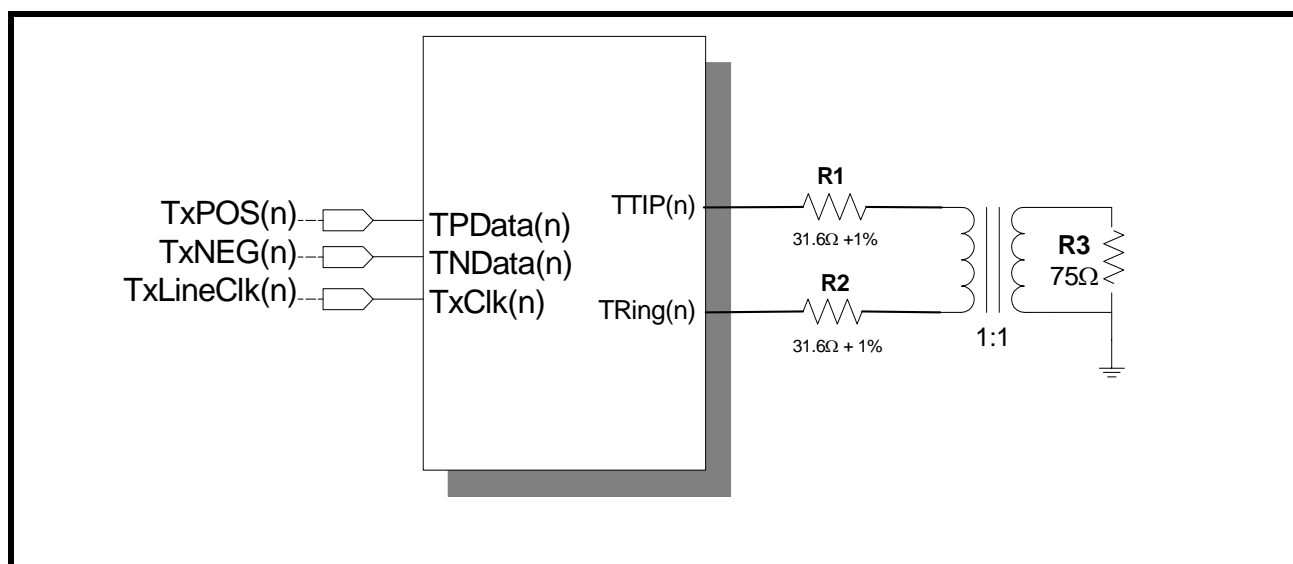 TxPOS(n)
TxNEG(n)
TxLineClk(n)
TPData(n)
TNData(n)
TxClk(n)
TTIP(n)
TRing(n)
R1
31.6Ω +1%
R2
31.6Ω + 1%
1:1
R3
75Ω